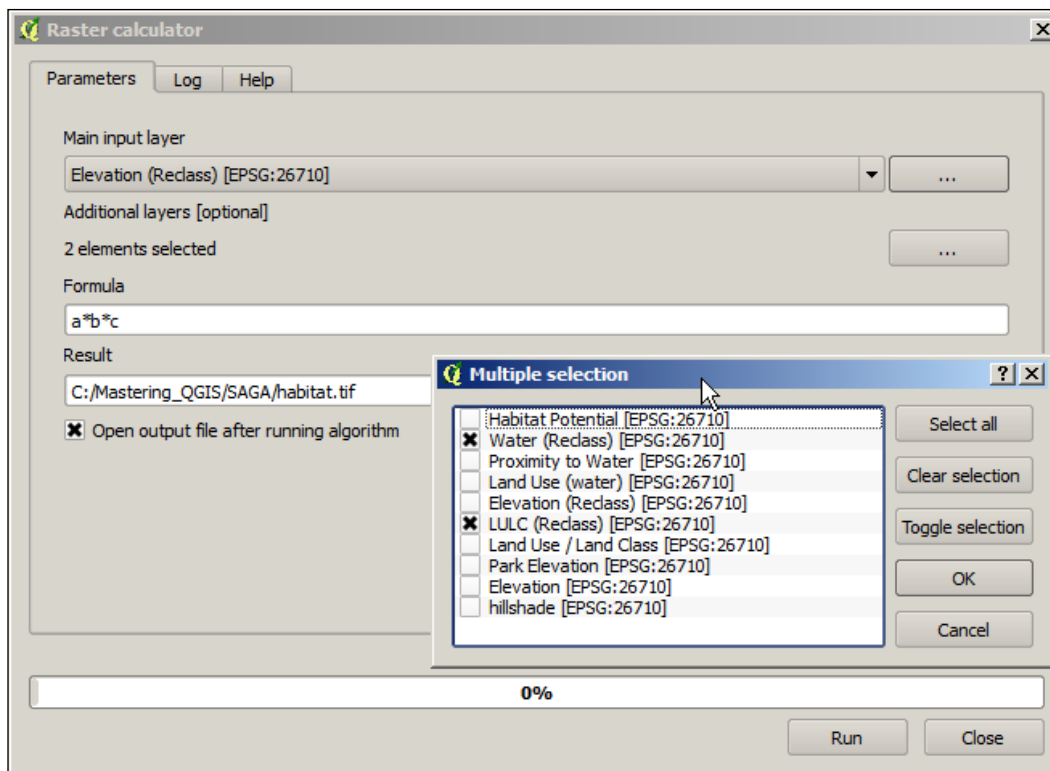 Raster calculator
Parameters Log Help
Main input layer
Elevation (Reclass) [EPSG:26710]
...
Additional layers [optional]
2 elements selected
...
Formula
a*b*c
Result
C:/Mastering_QGIS/SAGA/habitat.tif
Open output file after running algorithm
Multiple selection
Habitat Potential [EPSG:26710]
Water (Reclass) [EPSG:26710]
Proximity to Water [EPSG:26710]
Land Use (water) [EPSG:26710]
Elevation (Reclass) [EPSG:26710]
LULC (Reclass) [EPSG:26710]
Land Use / Land Class [EPSG:26710]
Park Elevation [EPSG:26710]
Elevation [EPSG:26710]
hillshade [EPSG:26710]
Select all
Clear selection
Toggle selection
OK
Cancel
0%
Run Close